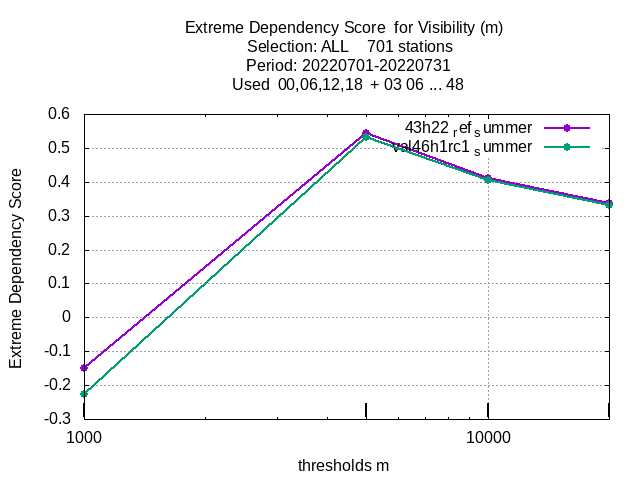 Extreme Dependency Score for Visibility (m)
Selection: ALL 701 stations
Period: 20220701-20220731
Used 00,06,12,18 + 03 06 ... 48
0.6
43h22_ref_summer
0.5
val46h1rc1_summer
0.4
0.3
0.2
0.1
0
-0.1
-0.2
-0.3
Extreme Dependency Score
1000
10000
thresholds m